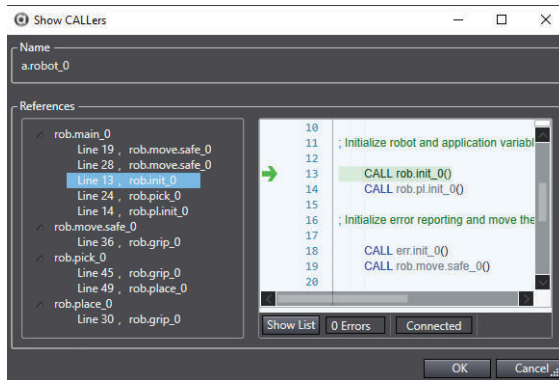 Show CALLers
Name
a.robot_0
References
rob.main_0
Line 19 , rob.move.safe_0
Line 28 , rob.move.safe_0
Line 13 , rob.init_0
Line 24 , rob.pick_0
Line 14 , rob.pl.init_0
rob.move.safe_0
Line 36 , rob.grip_0
rob.pick_0
Line 45 , rob.grip_0
Line 49 , rob.place_0
rob.place_0
Line 30 , rob.grip_0
10
11 ; Initialize robot and application variabl
12
13 CALL rob.init_0()
14 CALL rob.pl.init_0()
15
16 ; Initialize error reporting and move the
17
18 CALL err.init_0()
19 CALL rob.move.safe_0()
20
Show List 0 Errors Connected
OK Cancel